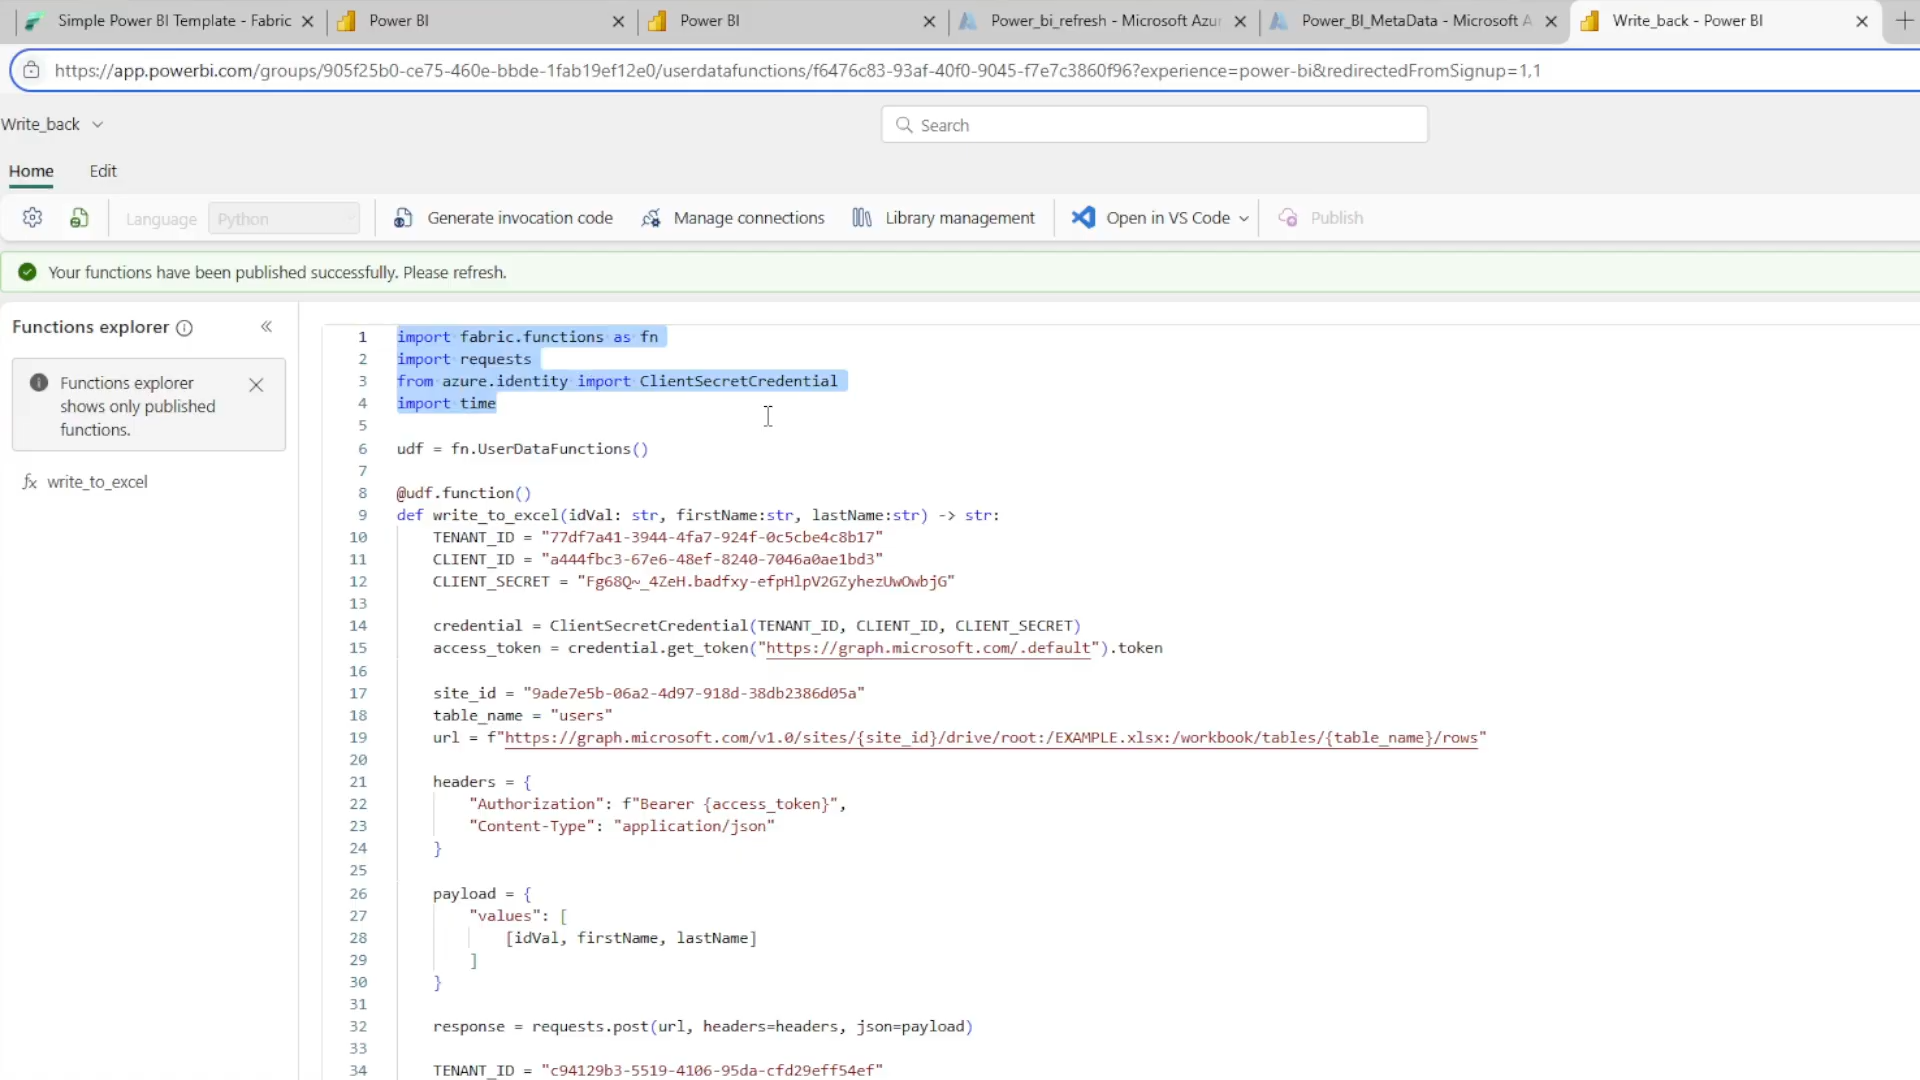 Simple Power BI Template - Fabric
Power BI
Power BI
Power_bi_refresh - Microsoft Azur
Power_BI_MetaData - Microsoft A
Write_back - Power BI
https://app.powerbi.com/groups/905f25b0-ce75-460e-bbde-1fab19ef12e0/userdatafunctions/f6476c83-93af-40f0-9045-f7e7c3860f96?experience=power-bi&redirectedFromSignup=1,1
Write_back
Search
Home Edit
Language Python Generate invocation code Manage connections Library management Open in VS Code Publish
Your functions have been published successfully. Please refresh.
Functions explorer
Functions explorer
shows only published
functions.
fx write_to_excel
1 import fabric.functions as fn
2 import requests
3 from azure.identity import ClientSecretCredential
4 import time
5
6 udf = fn.UserDataFunctions()
7
8 @udf.function()
9 def write_to_excel(idVal: str, firstName:str, lastName:str) -> str:
10 TENANT_ID = "77df7a41-3944-4fa7-924f-0c5cbe4c8b17"
11 CLIENT_ID = "a444fbc3-67e6-48ef-8240-7046a0ae1bd3"
12 CLIENT_SECRET = "Fg68Q~_4ZeH.badfxy-efpHlpV2GZyhezUwOwbjG"
13
14 credential = ClientSecretCredential(TENANT_ID, CLIENT_ID, CLIENT_SECRET)
15 access_token = credential.get_token("https://graph.microsoft.com/.default").token
16
17 site_id = "9ade7e5b-06a2-4d97-918d-38db2386d05a"
18 table_name = "users"
19 url = f"https://graph.microsoft.com/v1.0/sites/{site_id}/drive/root:/EXAMPLE.xlsx:/workbook/tables/{table_name}/rows"
20
21 headers = {
22 "Authorization": f"Bearer {access_token}",
23 "Content-Type": "application/json"
24 }
25
26 payload = {
27 "values": [
28 [idVal, firstName, lastName]
29 ]
30 }
31
32 response = requests.post(url, headers=headers, json=payload)
33
34 TENANT_ID = "c94129b3-5519-4106-95da-cfd29eff54ef"